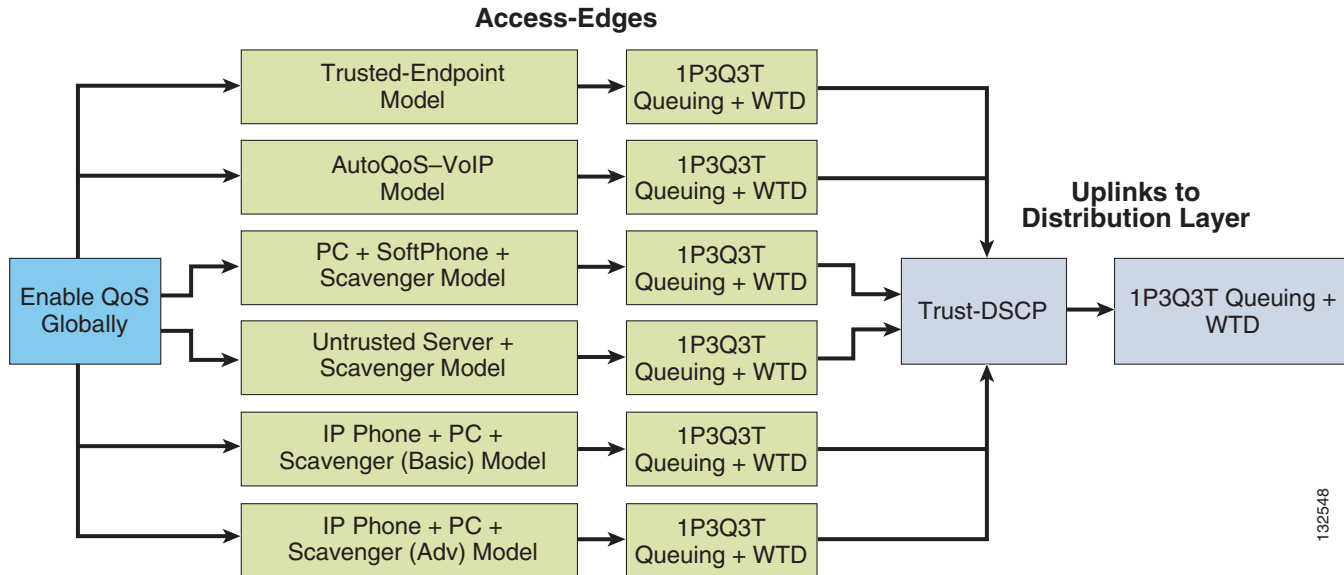 Access-Edges
Trusted-Endpoint
Model
1P3Q3T
Queuing + WTD
AutoQoS–VoIP
Model
1P3Q3T
Queuing + WTD
Uplinks to
Distribution Layer
Enable QoS
Globally
PC + SoftPhone +
Scavenger Model
1P3Q3T
Queuing + WTD
Trust-DSCP
1P3Q3T Queuing +
WTD
Untrusted Server +
Scavenger Model
1P3Q3T
Queuing + WTD
IP Phone + PC +
Scavenger (Basic) Model
1P3Q3T
Queuing + WTD
IP Phone + PC +
Scavenger (Adv) Model
1P3Q3T
Queuing + WTD
132548